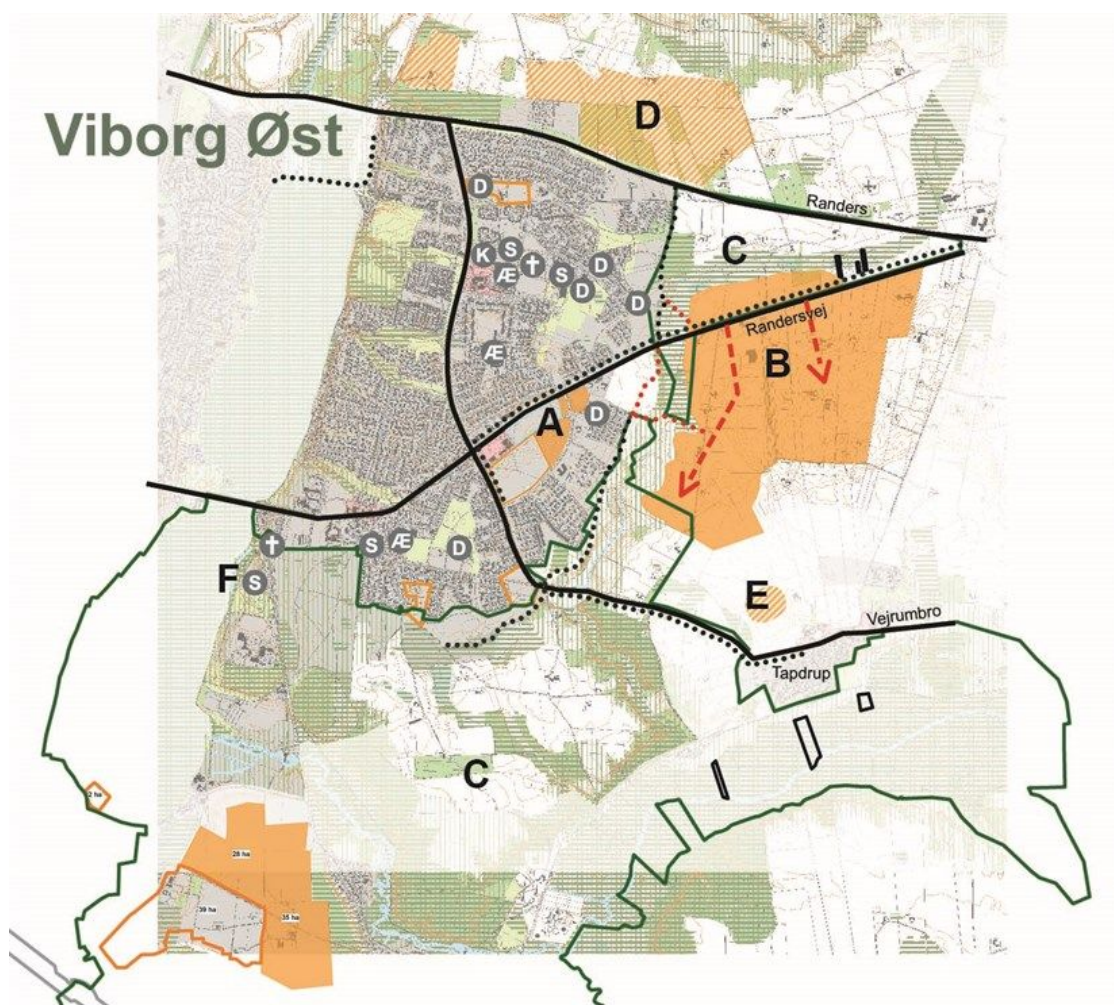 Viborg Øst
D
Randers
D
S
K
✝
S
D
Æ
D
C
D
Randersvej
B
Æ
A
D
✝
S
Æ
D
F
S
E
Vejrumbro
Tapdrup
C
2 ha
28 ha
39 ha
35 ha